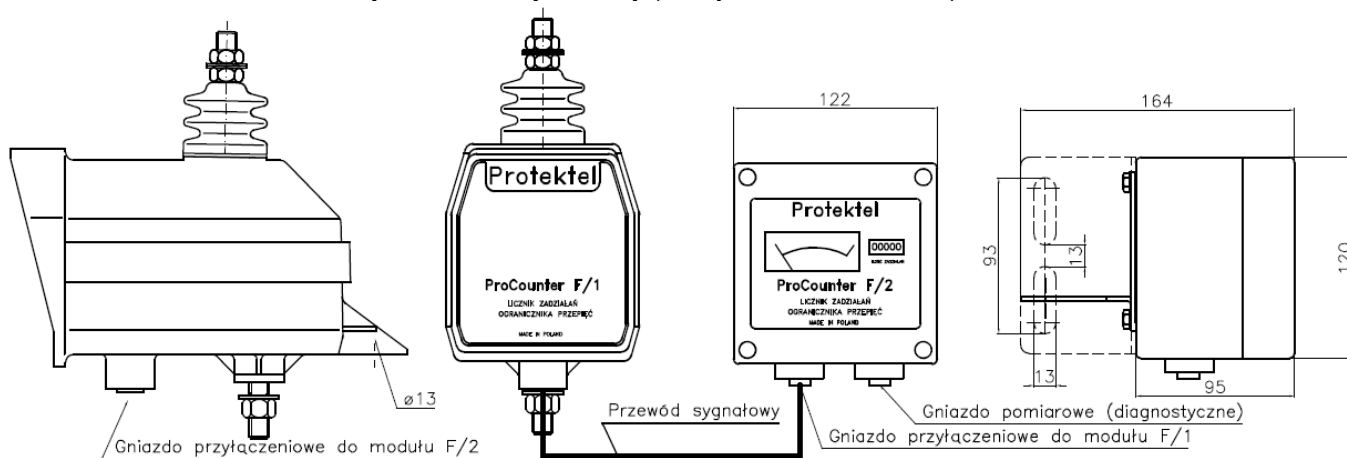 ø13
Gniazdo przyłączeniowe do modułu F/2
Protektel
ProCounter F/1
LICZNIK ZADZIAŁAŃ
OGRANICZNIKA PRZEPIĘĆ
MADE IN POLAND
Przewód sygnałowy
122
Protektel
00000
ProCounter F/2
LICZNIK ZADZIAŁAŃ
OGRANICZNIKA PRZEPIĘĆ
MADE IN POLAND
Gniazdo pomiarowe (diagnostyczne)
Gniazdo przyłączeniowe do modułu F/1
164
93
13
120
13
95